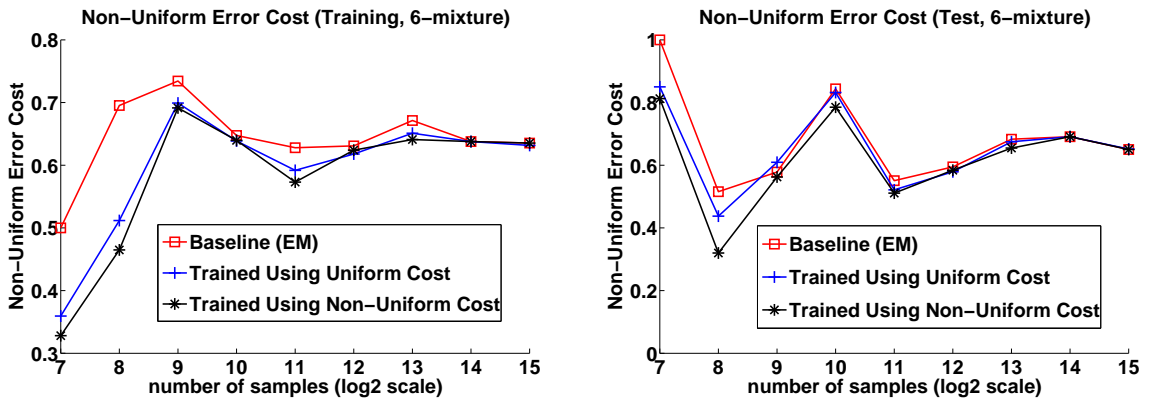 Non-Uniform Error Cost (Training, 6-mixture)
0.8
0.7
0.6
0.5
0.4
0.3
Non-Uniform Error Cost
Baseline (EM)
Trained Using Uniform Cost
Trained Using Non-Uniform Cost
7 8 9 10 11 12 13 14 15
number of samples (log2 scale)
Non-Uniform Error Cost (Test, 6-mixture)
1
0.8
0.6
0.4
0.2
0
Non-Uniform Error Cost
Baseline (EM)
Trained Using Uniform Cost
Trained Using Non-Uniform Cost
7 8 9 10 11 12 13 14 15
number of samples (log2 scale)